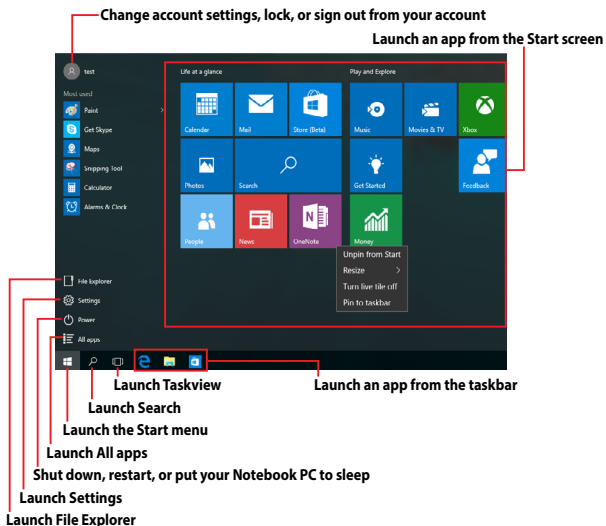 Change account settings, lock, or sign out from your account
Launch an app from the Start screen
test
Life at a glance
Play and Explore
Most used
Paint
Get Skype
Maps
Snipping Tool
Calculator
Alarms & Clock
Calendar
Mail
Store (Beta)
Music
Movies & TV
Xbox
Photos
Search
Get Started
Feedback
People
News
OneNote
Money
Unpin from Start
Resize
Turn live tile off
Pin to taskbar
File Explorer
Settings
Power
All apps
Launch Taskview
Launch an app from the taskbar
Launch Search
Launch the Start menu
Launch All apps
Shut down, restart, or put your Notebook PC to sleep
Launch Settings
Launch File Explorer